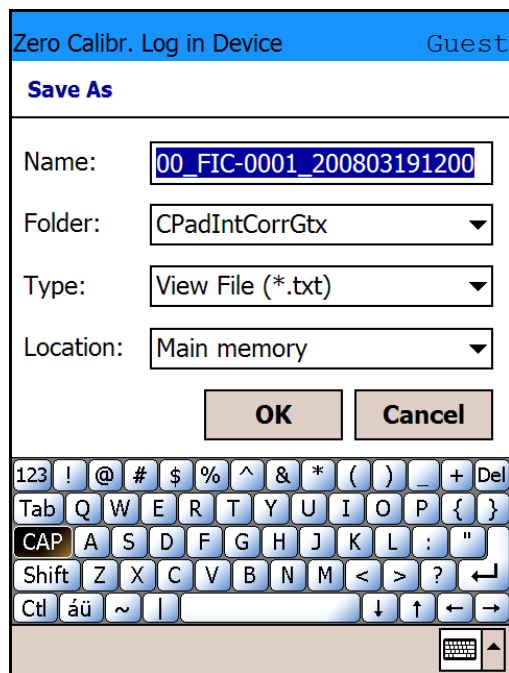 Zero Calibr. Log in Device Guest
Save As
Name: 00_FIC-0001_200803191200
Folder: CPadIntCorrGtx
Type: View File (*.txt)
Location: Main memory
OK Cancel
123 ! @ # $ % ^ & * ( ) _ + Del
Tab Q W E R T Y U I O P { }
CAP A S D F G H J K L : "
Shift Z X C V B N M < > ? ↵
Ctl áü ~ | ↓ ↑ ← →